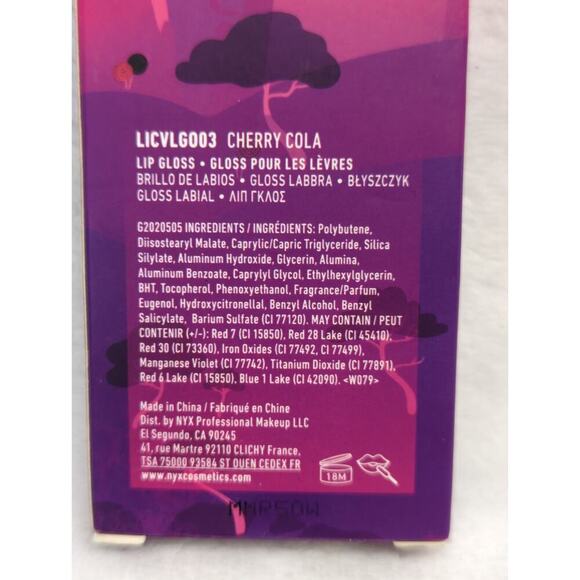 LICVLG003 CHERRY COLA
LIP GLOSS • GLOSS POUR LES LÈVRES
BRILLO DE LABIOS • GLOSS LABBRA • BŁYSZCZYK
GLOSS LABIAL • ΛΙΠ ΓΚΛΟΣ
G2020505 INGREDIENTS / INGRÉDIENTS: Polybutene,
Diisostearyl Malate, Caprylic/Capric Triglyceride, Silica
Silylate, Aluminum Hydroxide, Glycerin, Alumina,
Aluminum Benzoate, Caprylyl Glycol, Ethylhexylglycerin,
BHT, Tocopherol, Phenoxyethanol, Fragrance/Parfum,
Eugenol, Hydroxycitronellal, Benzyl Alcohol, Benzyl
Salicylate, Barium Sulfate (CI 77120). MAY CONTAIN / PEUT
CONTENIR (+/-): Red 7 (CI 15850), Red 28 Lake (CI 45410),
Red 30 (CI 73360), Iron Oxides (CI 77492, CI 77499),
Manganese Violet (CI 77742), Titanium Dioxide (CI 77891),
Red 6 Lake (CI 15850), Blue 1 Lake (CI 42090). <W079>
Made in China / Fabriqué en Chine
Dist. by NYX Professional Makeup LLC
El Segundo, CA 90245
41, rue Martre 92110 CLICHY France,
TSA 75000 93584 ST OUEN CEDEX FR
www.nyxcosmetics.com
18M